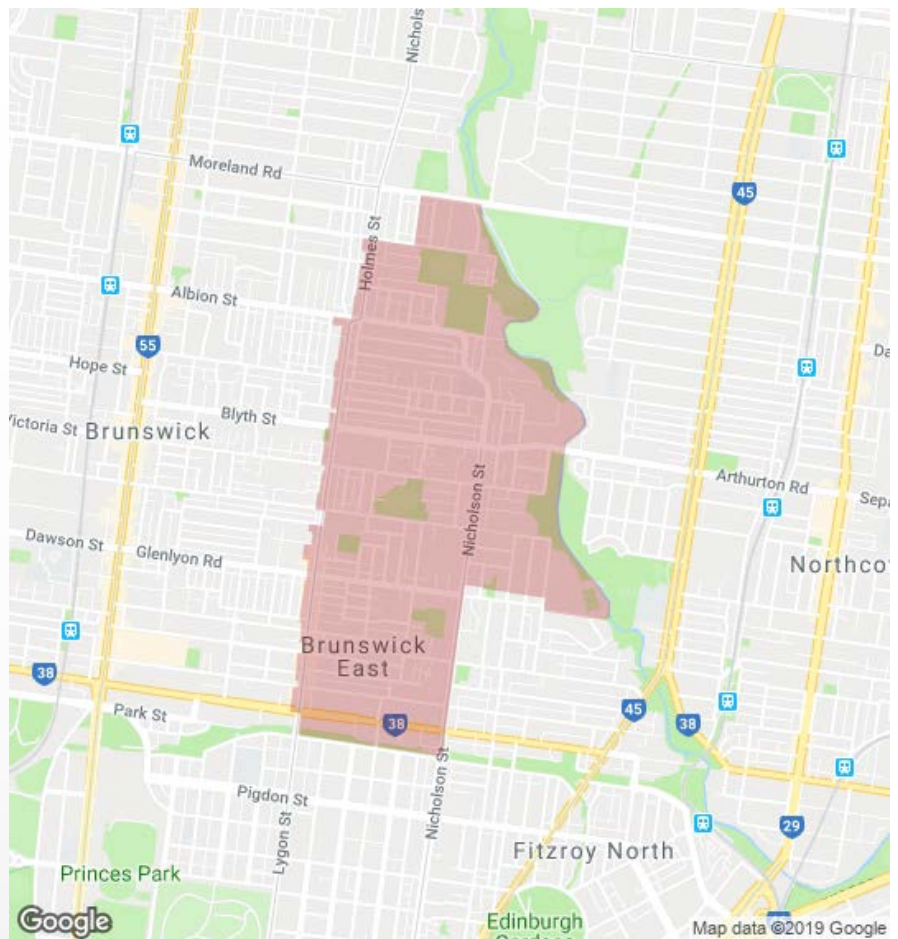 Nichols
Moreland Rd
45
Holmes St
Albion St
55
Hope St
Da
Blyth St
Victoria St
Brunswick
Nicholson St
Arthurton Rd
Sepa
Dawson St
Glenlyon Rd
Northco
Brunswick
East
38
45
Park St
38
38
Nicholson St
Pigdon St
Lygon St
29
Fitzroy North
Princes Park
Edinburgh
Google
Map data ©2019 Google